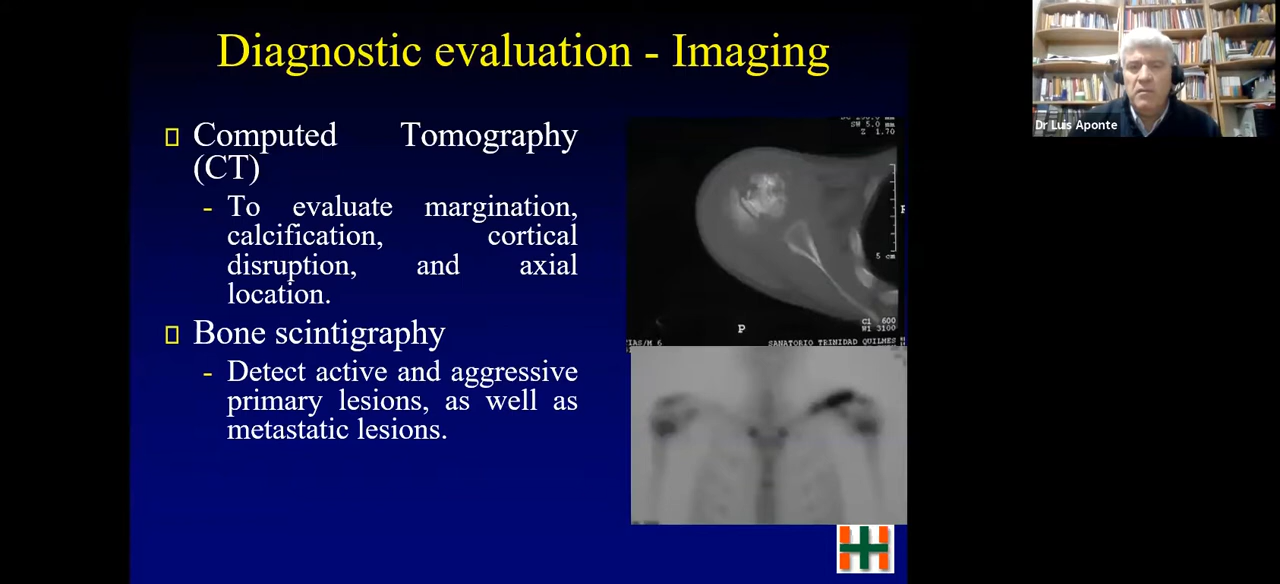 Diagnostic evaluation - Imaging
Computed Tomography
(CT)
- To evaluate margination,
calcification, cortical
disruption, and axial
location.
Bone scintigraphy
- Detect active and aggressive
primary lesions, as well as
metastatic lesions.
SW 5.0 mm
Z 1.70
5 cm
C1 600
W1 3100
P
IAS/M 6
SANATORIO TRINIDAD QUILMES
Dr Luis Aponte